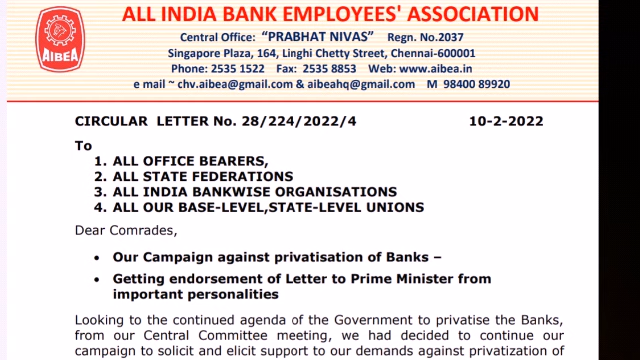 ALL INDIA BANK EMPLOYEES' ASSOCIATION
Central Office: “PRABHAT NIVAS” Regn. No.2037
Singapore Plaza, 164, Linghi Chetty Street, Chennai-600001
Phone: 2535 1522 Fax: 2535 8853 Web: www.aibea.in
e mail ~ chv.aibea@gmail.com & aibeahq@gmail.com M 98400 89920
AIBEA
CIRCULAR LETTER No. 28/224/2022/4 10-2-2022
To
1. ALL OFFICE BEARERS,
2. ALL STATE FEDERATIONS
3. ALL INDIA BANKWISE ORGANISATIONS
4. ALL OUR BASE-LEVEL,STATE-LEVEL UNIONS
Dear Comrades,
• Our Campaign against privatisation of Banks –
• Getting endorsement of Letter to Prime Minister from
important personalities
Looking to the continued agenda of the Government to privatise the Banks,
from our Central Committee meeting, we had decided to continue our
campaign to solicit and elicit support to our demands against privatization of